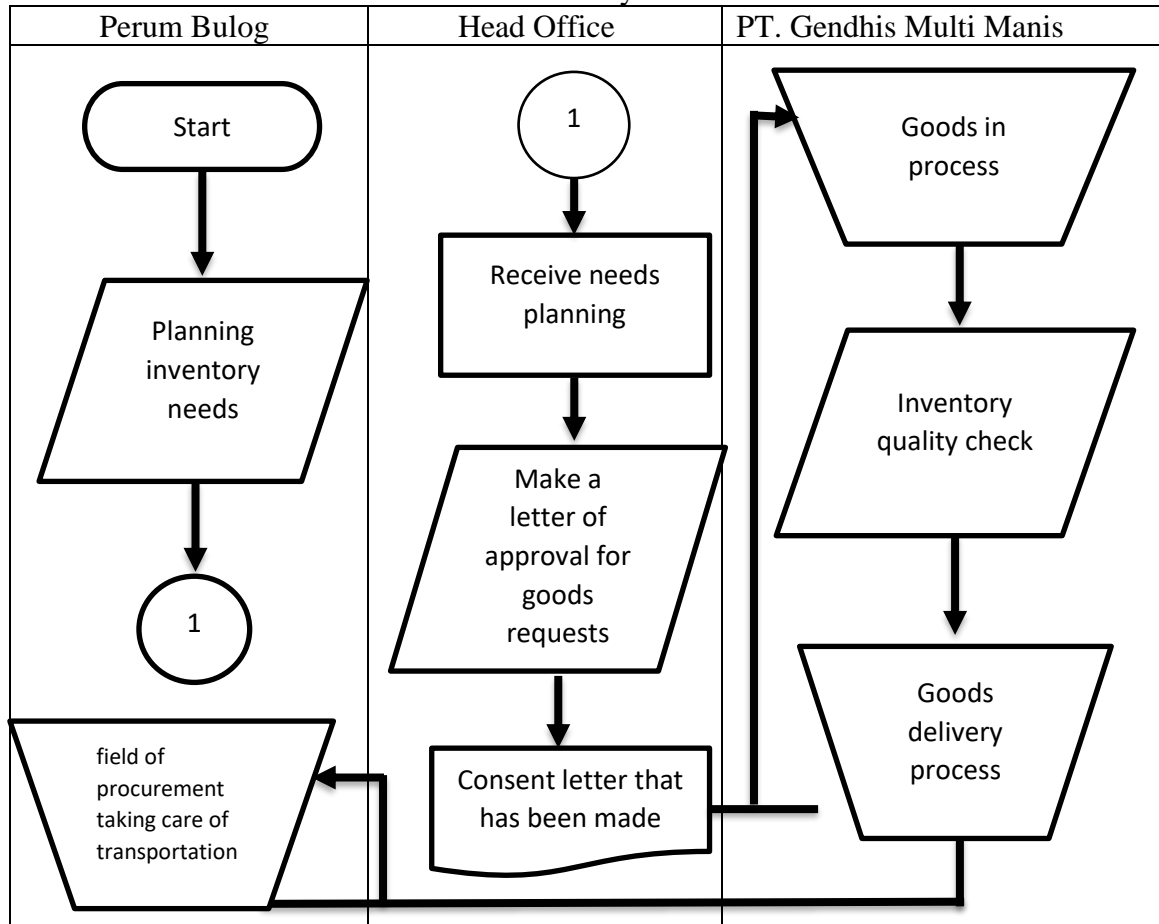 Perum Bulog
Head Office
PT. Gendhis Multi Manis
Start
Planning
inventory
needs
1
field of
procurement
taking care of
transportation
1
Receive needs
planning
Make a
letter of
approval for
goods
requests
Consent letter that
has been made
Goods in
process
Inventory
quality check
Goods
delivery
process